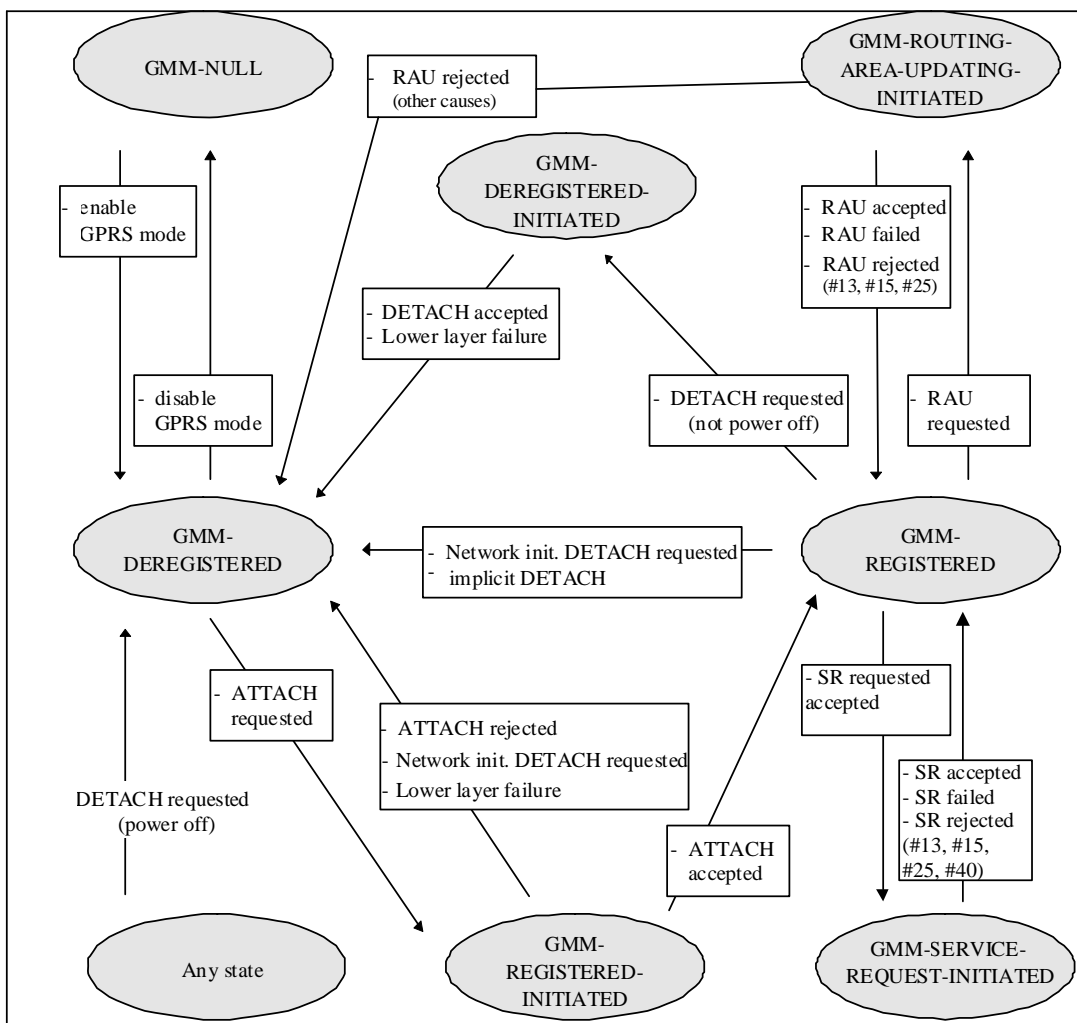 GMM-NULL
- RAU rejected
(other causes)
GMM-ROUTING-
AREA-UPDATING-
INITIATED
GMM-
DEREGISTERED-
INITIATED
- enable
GPRS mode
- RAU accepted
- RAU failed
- RAU rejected
(#13, #15, #25)
- DETACH accepted
- Lower layer failure
- disable
GPRS mode
- DETACH requested
(not power off)
- RAU
requested
GMM-
DEREGISTERED
- Network init. DETACH requested
- implicit DETACH
GMM-
REGISTERED
- ATTACH
requested
- ATTACH rejected
- Network init. DETACH requested
- Lower layer failure
- SR requested
accepted
DETACH requested
(power off)
- ATTACH
accepted
- SR accepted
- SR failed
- SR rejected
(#13, #15,
#25, #40)
Any state
GMM-
REGISTERED-
INITIATED
GMM-SERVICE-
REQUEST-INITIATED